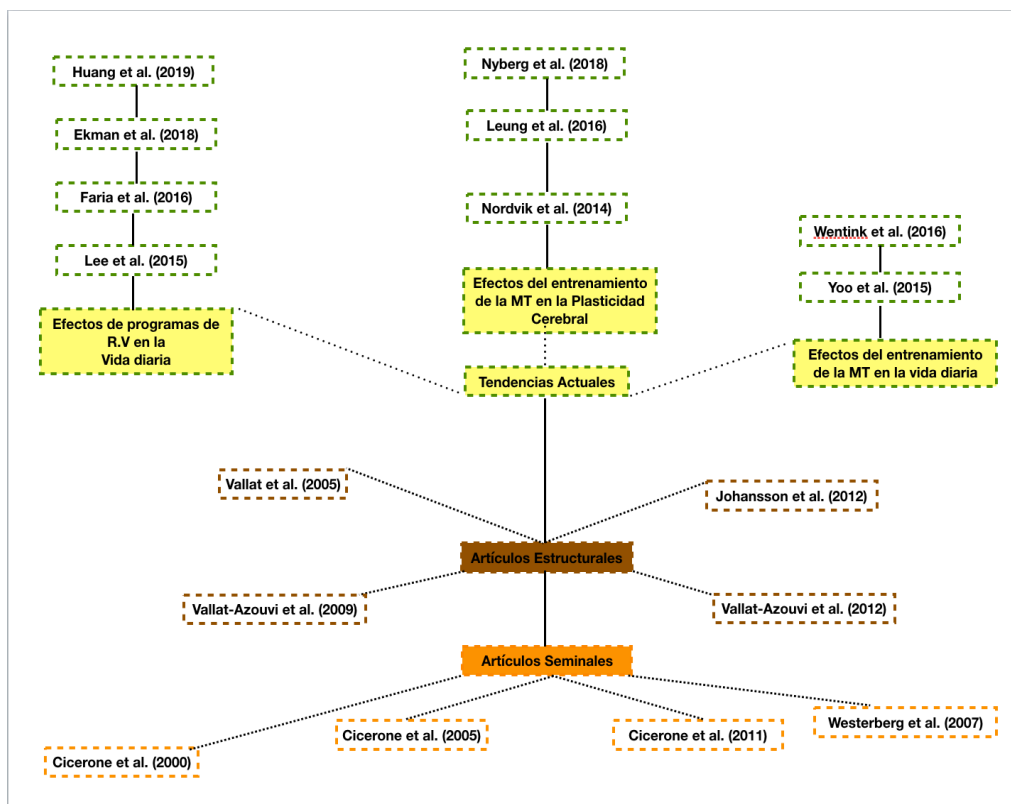 Huang et al. (2019)
Ekman et al. (2018)
Faria et al. (2016)
Lee et al. (2015)
Efectos de programas de
R.V en la
Vida diaria
Nyberg et al. (2018)
Leung et al. (2016)
Nordvik et al. (2014)
Efectos del entrenamiento
de la MT en la Plasticidad
Cerebral
Wentink et al. (2016)
Yoo et al. (2015)
Efectos del entrenamiento
de la MT en la vida diaria
Tendencias Actuales
Vallat et al. (2005)
Johansson et al. (2012)
Artículos Estructurales
Vallat-Azouvi et al. (2009)
Vallat-Azouvi et al. (2012)
Artículos Seminales
Cicerone et al. (2000)
Cicerone et al. (2005)
Cicerone et al. (2011)
Westerberg et al. (2007)